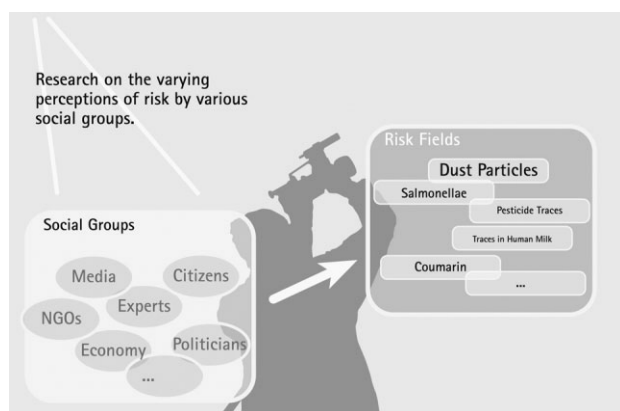 Research on the varying
perceptions of risk by various
social groups.
Risk Fields
Dust Particles
Salmonellae
Pesticide Traces
Traces in Human Milk
Coumarin
...
Social Groups
Media
Citizens
Experts
NGOs
Politicians
Economy
...